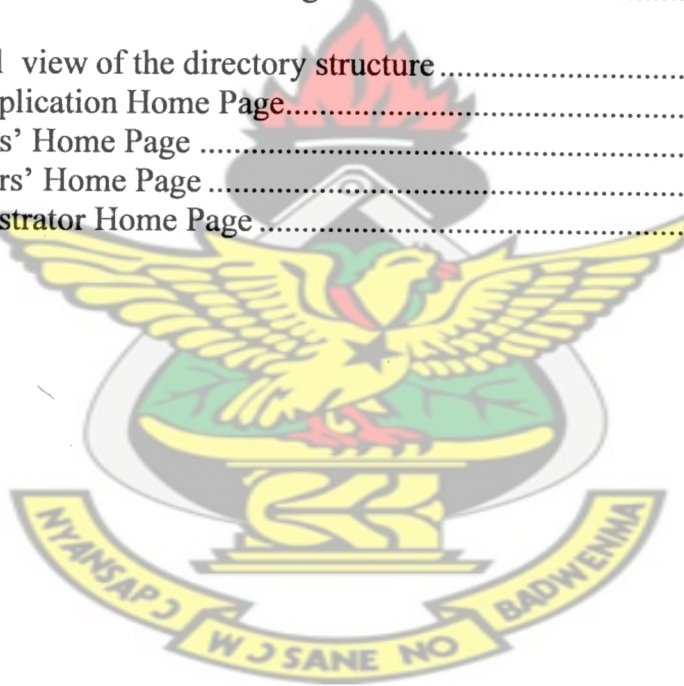 l view of the directory structure........................
plication Home Page..........................................
s' Home Page ....................................................
rs' Home Page ...................................................
strator Home Page .............................................
NYANSAPƆ
WƆSANE NO
BADWENMA